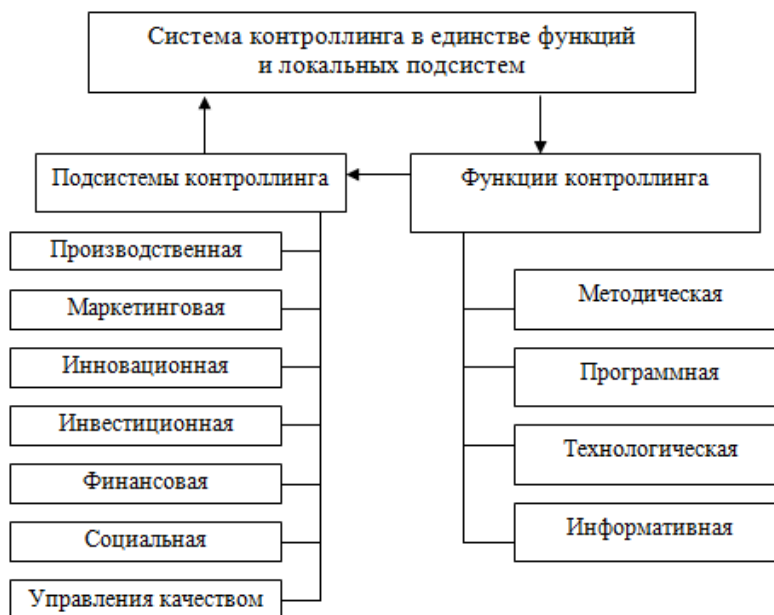 Система контроллинга в единстве функций
и локальных подсистем
Подсистемы контроллинга
Функции контроллинга
Производственная
Маркетинговая
Инновационная
Инвестиционная
Финансовая
Социальная
Управления качеством
Методическая
Программная
Технологическая
Информативная